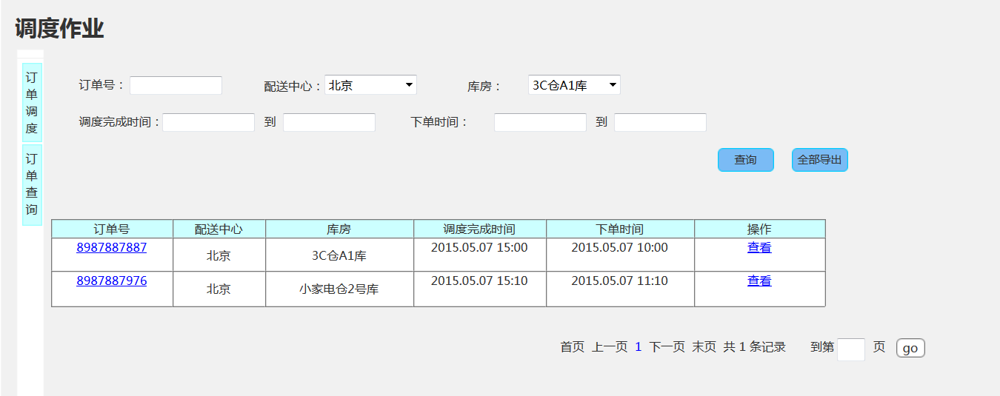 调度作业
订单调度
订单查询
订单号： 配送中心： 北京 库房： 3C仓A1库
调度完成时间： 到 下单时间： 到
查询 全部导出
订单号 配送中心 库房 调度完成时间 下单时间 操作
8987887887 北京 3C仓A1库 2015.05.07 15:00 2015.05.07 10:00 查看
8987887976 北京 小家电仓2号库 2015.05.07 15:10 2015.05.07 11:10 查看
首页 上一页 1 下一页 末页 共 1 条记录 到第 页 go